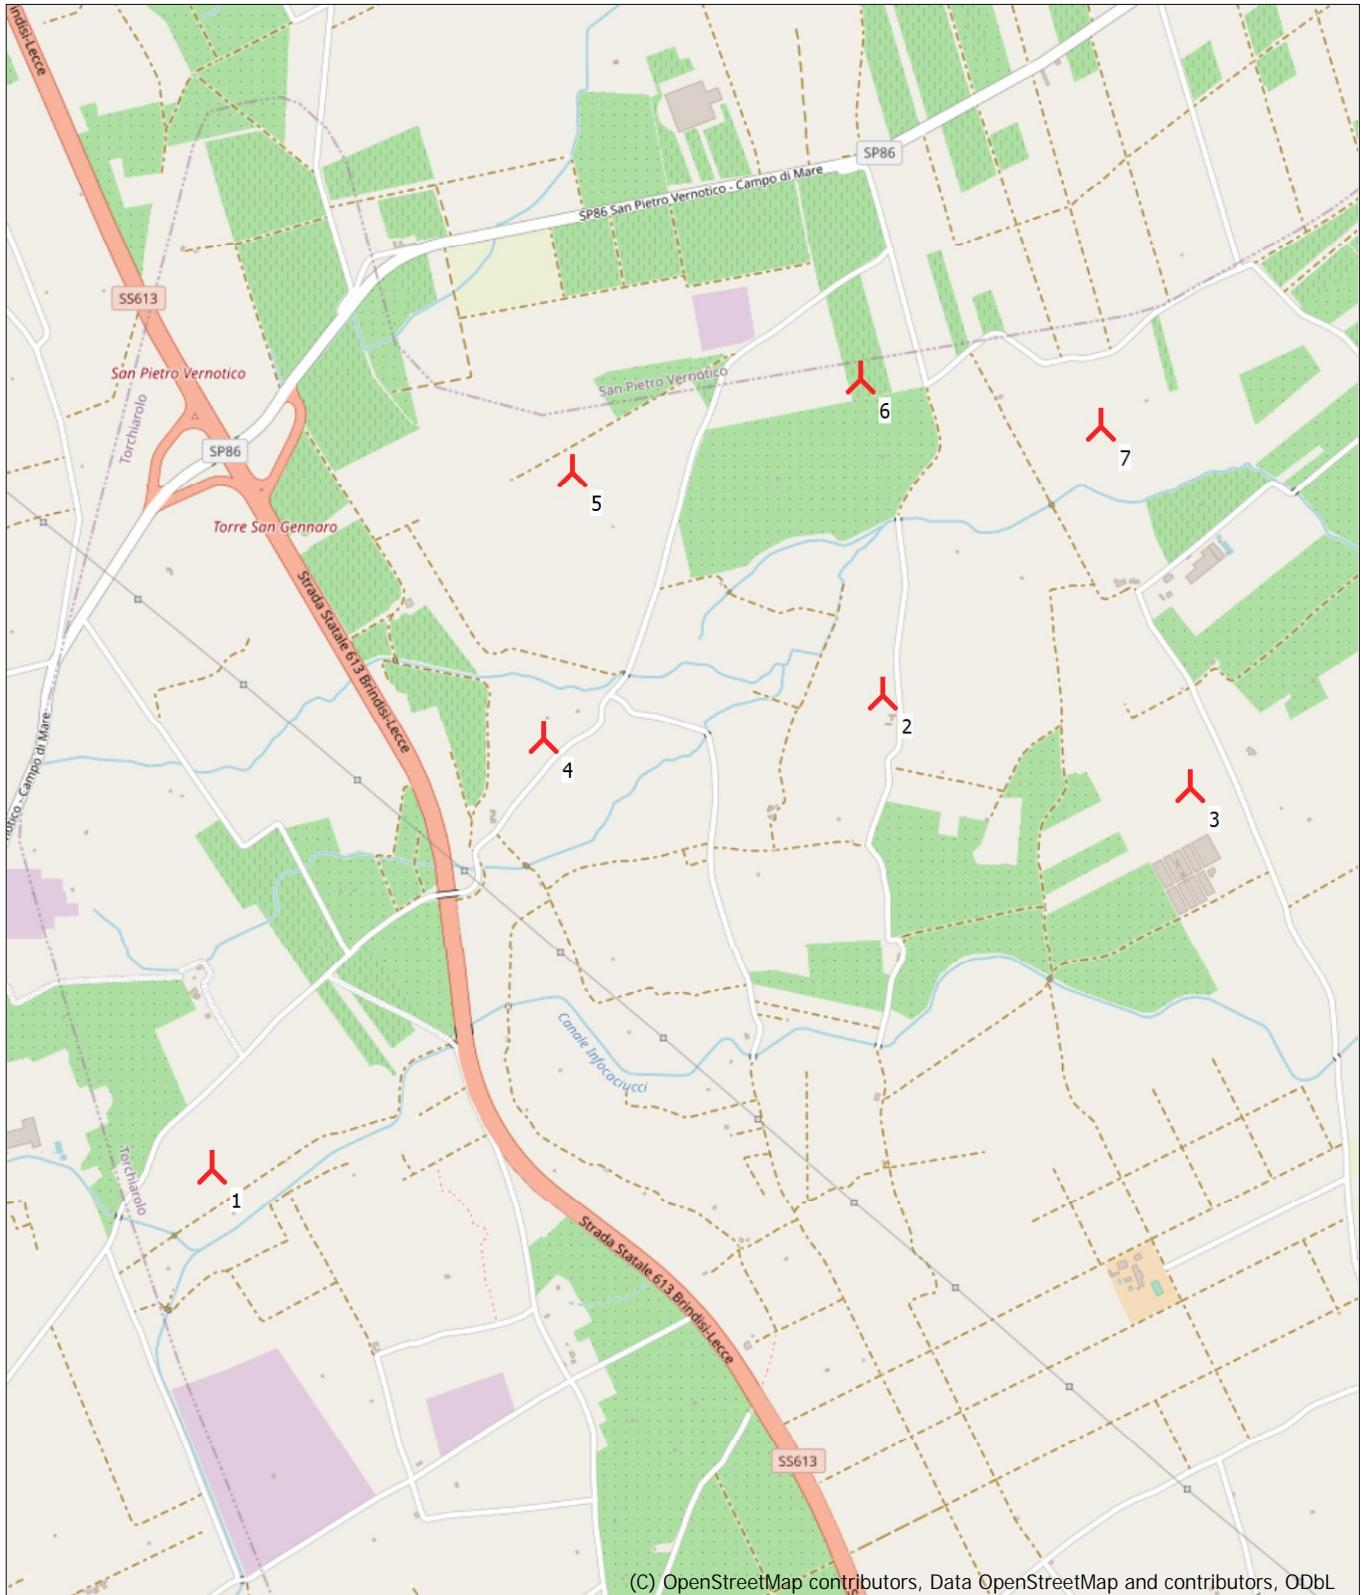 indisi-Lecce
SP86
SP86 San Pietro Vernotico - Campo di Mare
SS613
San Pietro Vernotico
San Pietro Vernotico
Torchiarolo
6
7
SP86
5
Torre San Gennaro
Strada Statale 613 Brindisi-Lecce
2
notico - Campo di Mare
4
3
Canale Infocaciucci
Torchiarolo
1
Strada Statale 613 Brindisi-Lecce
SS613
(C) OpenStreetMap contributors, Data OpenStreetMap and contributors, ODbL